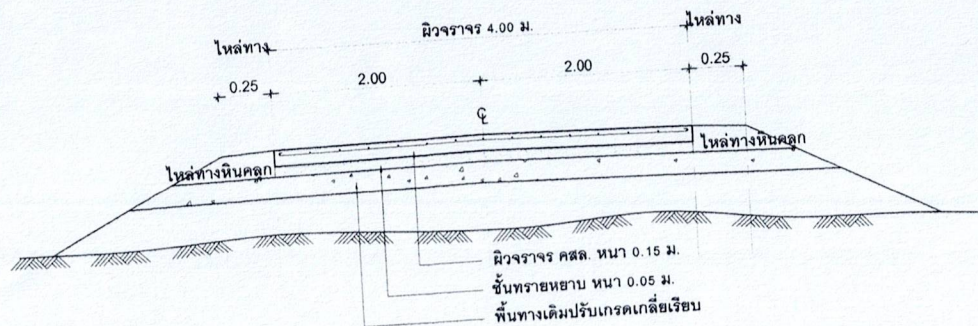 ไหล่ทาง
ผิวจราจร 4.00 ม.
ไหล่ทาง
0.25
2.00
2.00
0.25
℄
ไหล่ทางหินคลุก
ไหล่ทางหินคลุก
ผิวจราจร คสล. หนา 0.15 ม.
ชั้นทรายหยาบ หนา 0.05 ม.
พื้นทางเดิมปรับเกรดเกลี่ยเรียบ